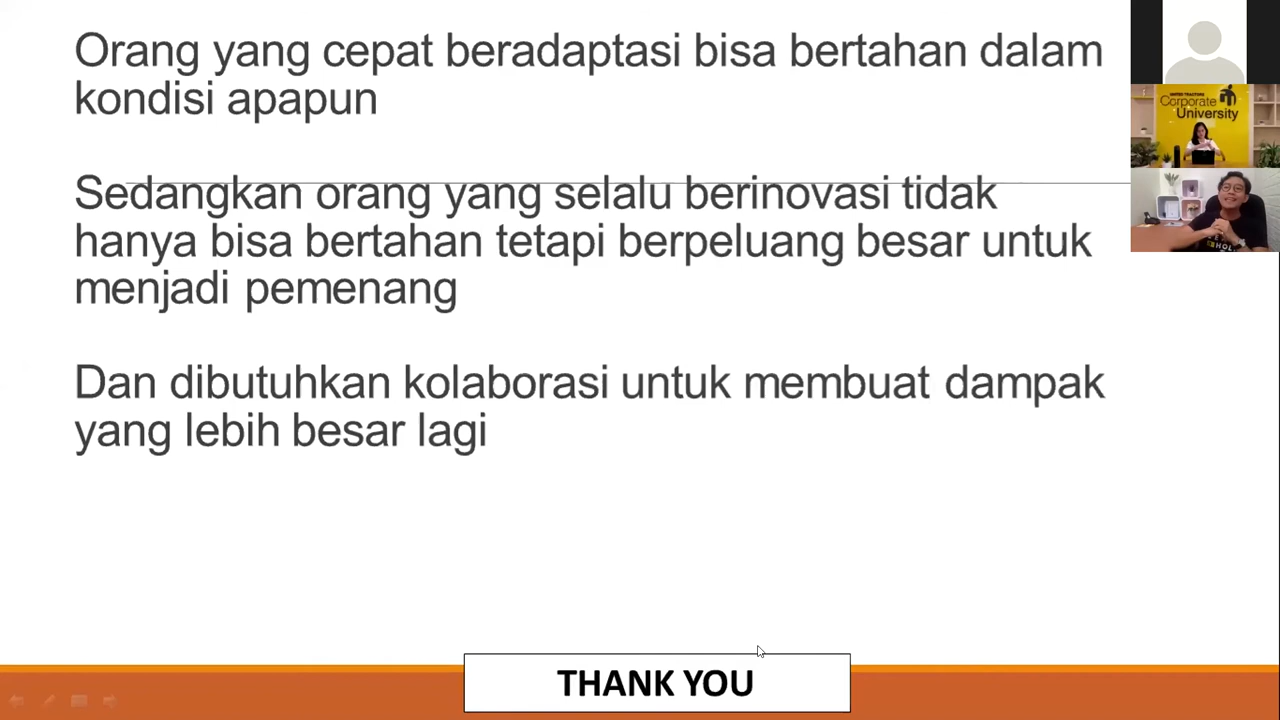 Orang yang cepat beradaptasi bisa bertahan dalam
kondisi apapun
Sedangkan orang yang selalu berinovasi tidak
hanya bisa bertahan tetapi berpeluang besar untuk
menjadi pemenang
Dan dibutuhkan kolaborasi untuk membuat dampak
yang lebih besar lagi
THANK YOU
UNITED TRACTORS
Corporate
University